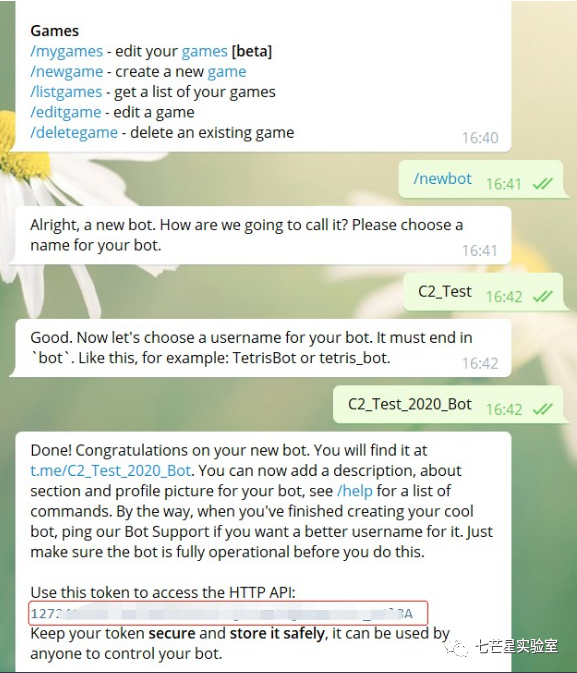 Games
/mygames - edit your games [beta]
/newgame - create a new game
/listgames - get a list of your games
/editgame - edit a game
/deletegame - delete an existing game
16:40
/newbot 16:41
Alright, a new bot. How are we going to call it? Please choose a
name for your bot.
16:41
C2_Test 16:42
Good. Now let's choose a username for your bot. It must end in
`bot`. Like this, for example: TetrisBot or tetris_bot.
16:42
C2_Test_2020_Bot 16:42
Done! Congratulations on your new bot. You will find it at
t.me/C2_Test_2020_Bot. You can now add a description, about
section and profile picture for your bot, see /help for a list of
commands. By the way, when you've finished creating your cool
bot, ping our Bot Support if you want a better username for it. Just
make sure the bot is fully operational before you do this.
Use this token to access the HTTP API:
Keep your token secure and store it safely, it can be used by
anyone to control your bot.
七芒星实验室